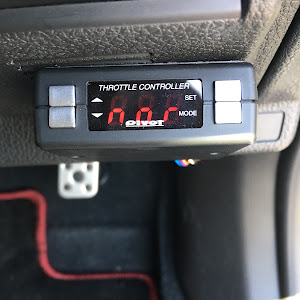 THROTTLE CONTROLLER
SET
nor
MODE
Pivot